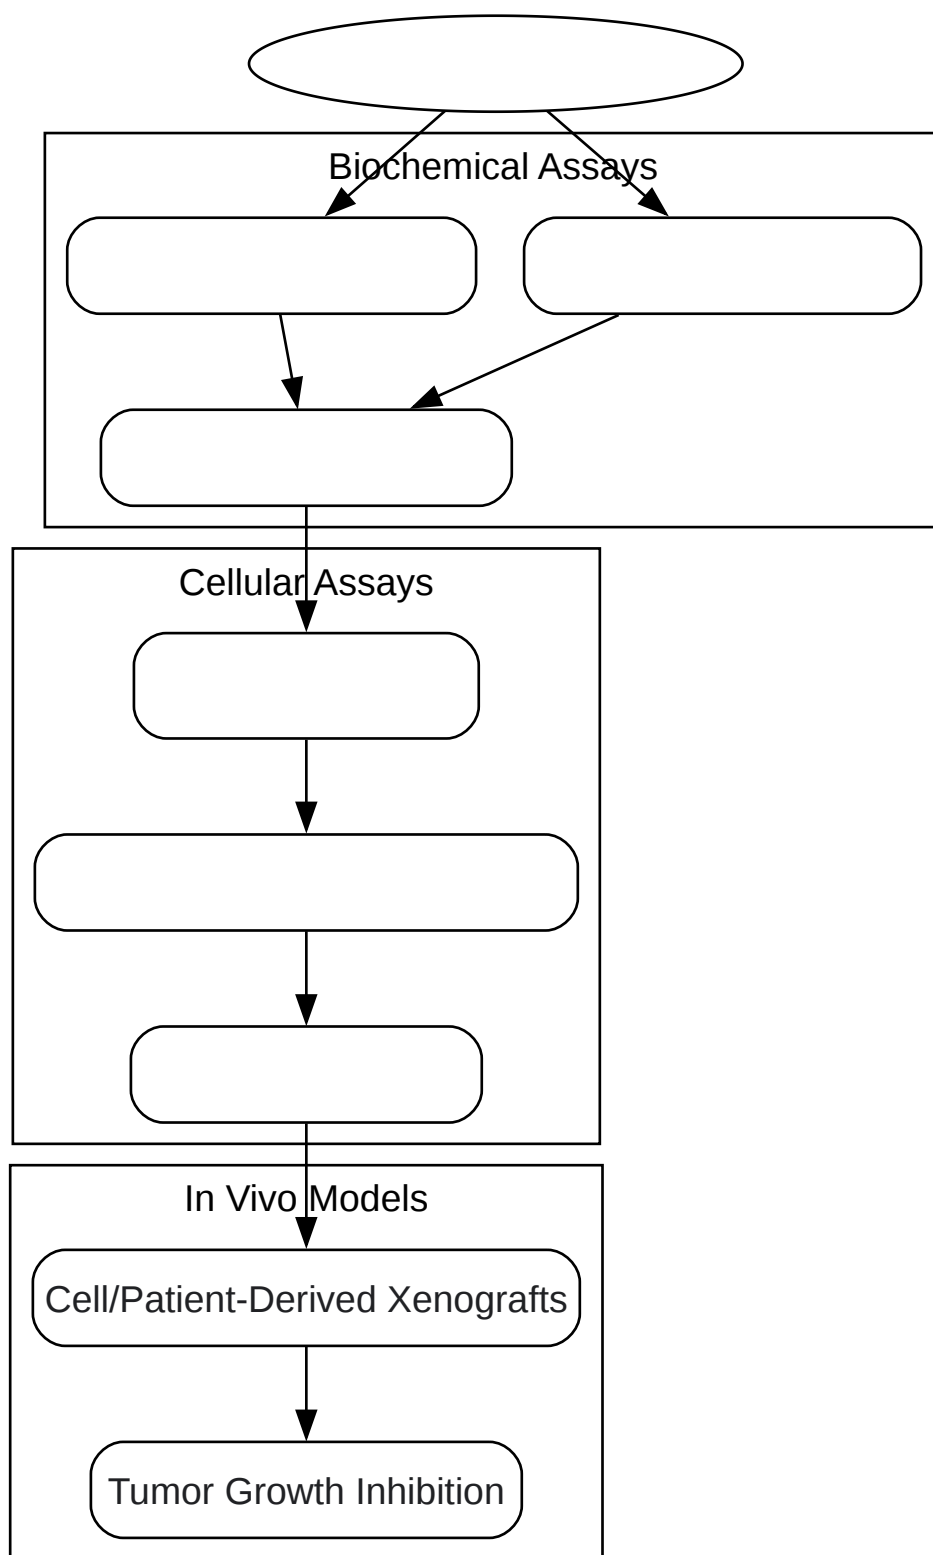 Biochemical Assays
Cellular Assays
In Vivo Models
Cell/Patient-Derived Xenografts
Tumor Growth Inhibition